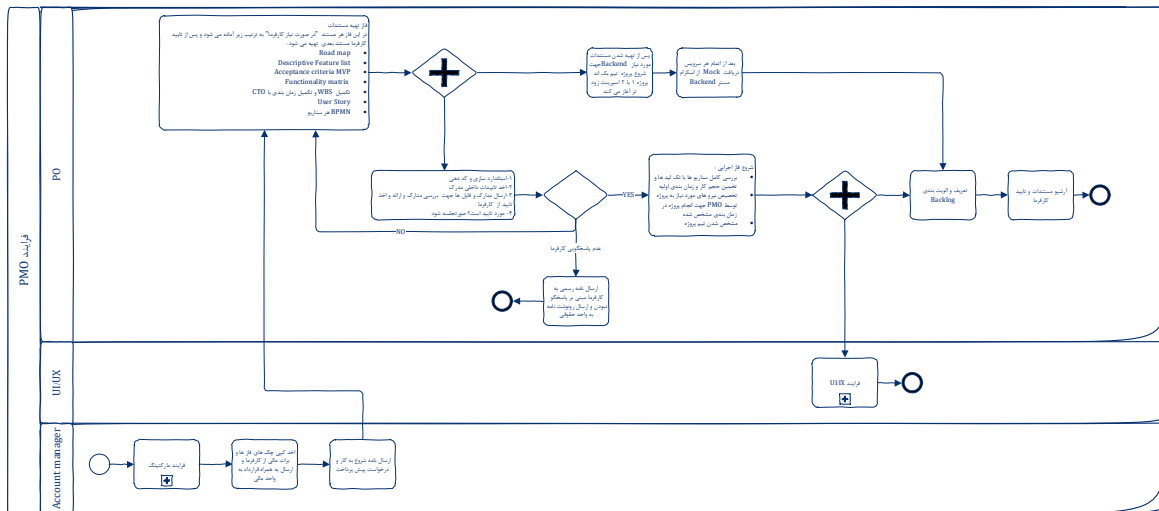 فرایند PMO
PO
UI/UX
Account manager
فاز تهیه مستندات
در این فاز هر مستند "در صورت نیاز کارفرما" به ترتیب زیر آماده می شود و پس از تایید
کارفرما مستند بعدی تهیه می شود :
Road map
Descriptive Feature list
Acceptance criteria MVP
Functionality matrix
تکمیل WBS و تکمیل زمان بندی با CTO
User Story
BPMN هر سناریو
پس از تهیه شدن مستندات
مورد نیاز Backend جهت
شروع پروژه تیم بک اند
پروژه ۱ یا ۲ اسپرینت زود
تر آغاز می کند
بعد از اتمام هر سرویس
دریافت Mock از اسکرام
مستر Backend
۱-استاندارد سازی و کد دهی
۲-اخذ تاییدات داخلی مدرک
۳-ارسال مدارک و فایل ها جهت بررسی مدارک و ارائه و اخذ
تایید از کارفرما
۴- مورد تایید است؟ صورتجلسه شود
YES
NO
عدم پاسخگویی کارفرما
شروع فاز اجرایی :
بررسی کامل سناریو ها با تک لید ها و
تخمین حجم کار و زمان بندی اولیه
تخصیص نیرو های مورد نیاز به پروژه
توسط PMO جهت انجام پروژه در
زمان بندی مشخص شده
مشخص شدن تیم پروژه
تعریف و الویت بندی
Backlog
آرشیو مستندات و تایید
کارفرما
ارسال نامه رسمی به
کارفرما مبنی بر پاسخگو
نبودن و ارسال رونوشت نامه
به واحد حقوقی
فرایند UI/IX
فرایند مارکتینگ
اخذ کپی چک های فاز ها و
برات مالی از کارفرما و
ارسال به همراه قرارداد به
واحد مالی
ارسال نامه شروع به کار و
درخواست پیش پرداخت